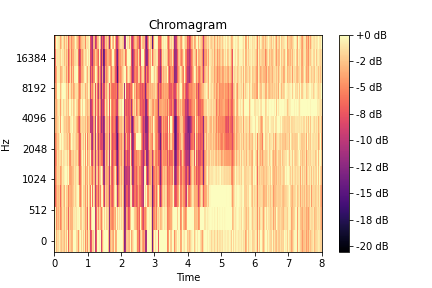 Chromagram
Hz
16384
8192
4096
2048
1024
512
0
0 1 2 3 4 5 6 7 8
Time
+0 dB
-2 dB
-5 dB
-8 dB
-10 dB
-12 dB
-15 dB
-18 dB
-20 dB